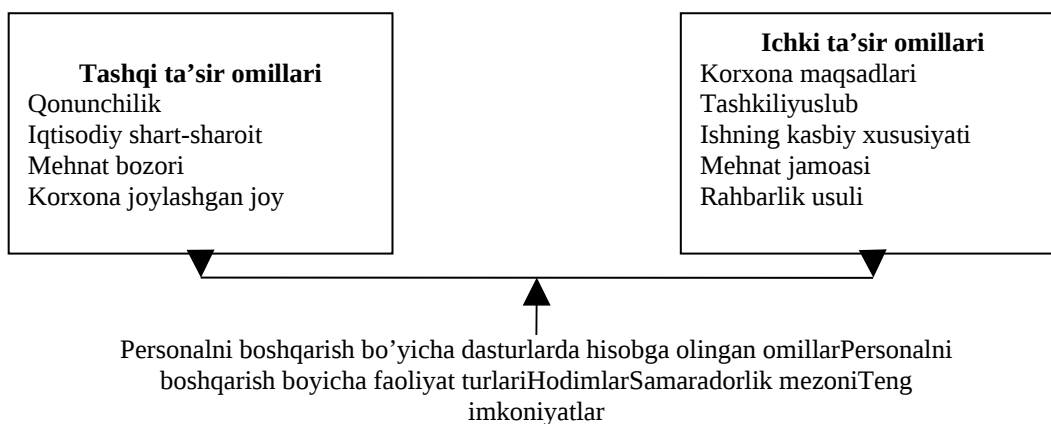 Tashqi ta’sir omillari
Qonunchilik
Iqtisodiy shart-sharoit
Mehnat bozori
Korxona joylashgan joy
Ichki ta’sir omillari
Korxona maqsadlari
Tashkiliyuslub
Ishning kasbiy xususiyati
Mehnat jamoasi
Rahbarlik usuli
Personalni boshqarish bo’yicha dasturlarda hisobga olingan omillarPersonalni
boshqarish boyicha faoliyat turlariHodimlarSamaradorlik mezoniTeng
imkoniyatlar